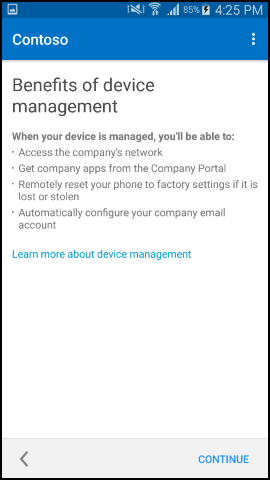 85% 4:25 PM
Contoso
Benefits of device
management
When your device is managed, you'll be able to:
· Access the company's network
· Get company apps from the Company Portal
· Remotely reset your phone to factory settings if it is
lost or stolen
· Automatically configure your company email
account
Learn more about device management
CONTINUE